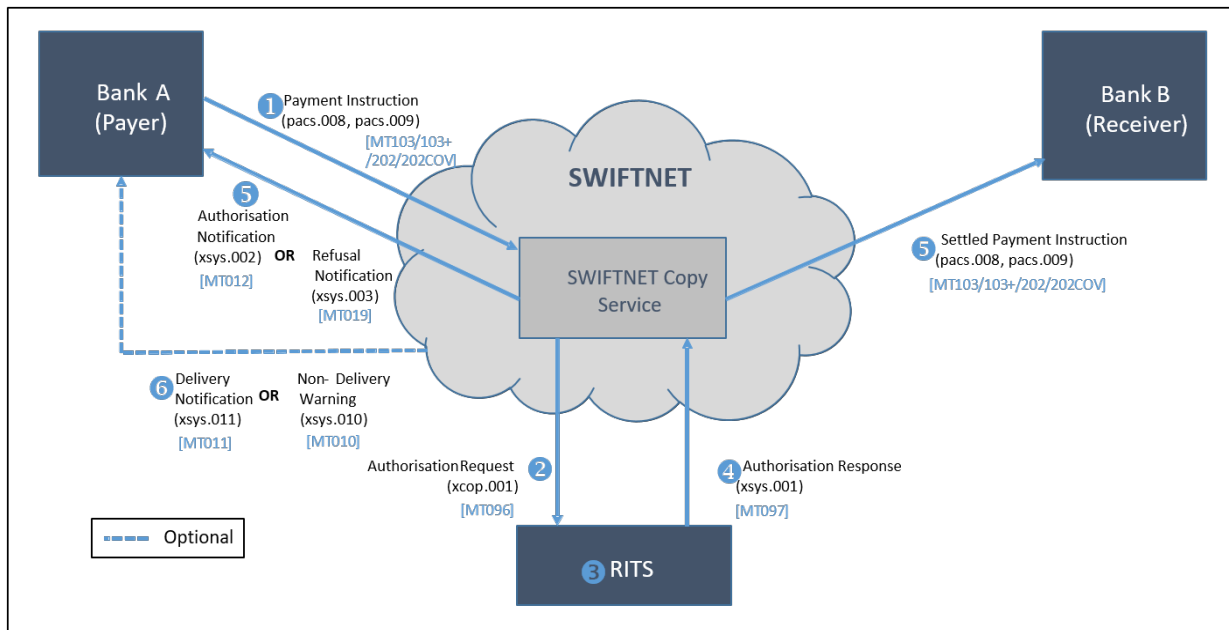 Bank A
(Payer)
Bank B
(Receiver)
1 Payment Instruction
(pacs.008, pacs.009)
[MT103/103+
/202/202COV]
SWIFTNET
SWIFTNET Copy
Service
5
Authorisation
Notification
(xsys.002) OR Refusal
Notification
(xsys.003)
[MT012]
[MT019]
5 Settled Payment Instruction
(pacs.008, pacs.009)
[MT103/103+/202/202COV]
6 Delivery
Notification OR
(xsys.011)
[MT011]
Non- Delivery
Warning
(xsys.010)
[MT010]
Authorisation Request 2
(xcop.001)
[MT096]
4 Authorisation Response
(xsys.001)
[MT097]
Optional
3 RITS